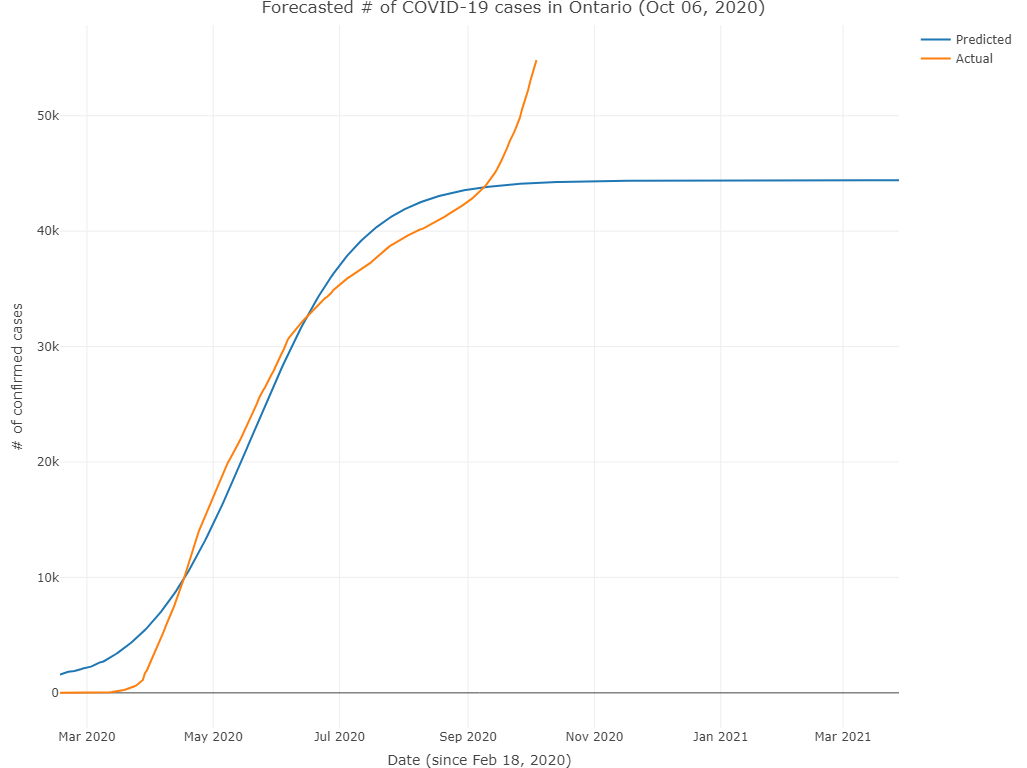 Forecasted # of COVID-19 cases in Ontario (Oct 06, 2020)
Predicted
Actual
50k
40k
30k
20k
10k
0
# of confirmed cases
Mar 2020
May 2020
Jul 2020
Sep 2020
Nov 2020
Jan 2021
Mar 2021
Date (since Feb 18, 2020)